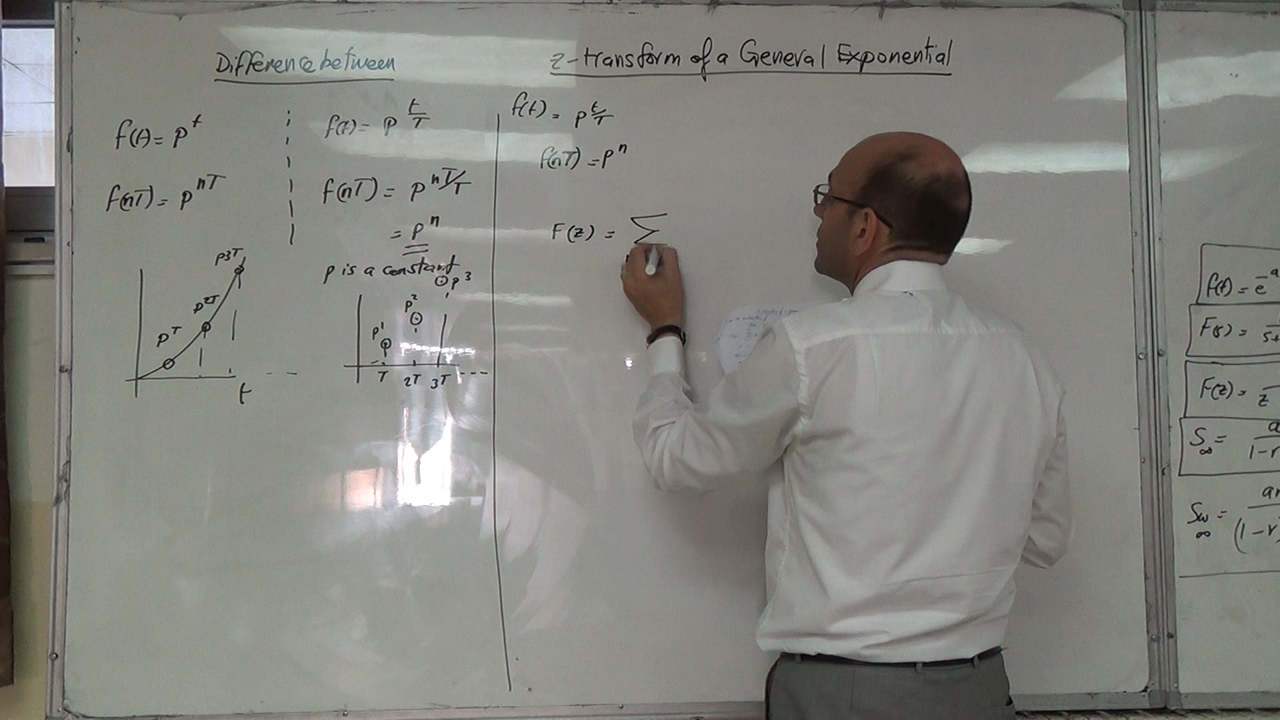 Difference between
f(t) = p^t
f(nT) = p^nT
p^T
p^2T
p^3T
t
f(t) = p^t/T
f(nT) = p^nT/T
= p^n
p is a constant
p^1
p^2
p^3
T 2T 3T ----
z-transform of a General Exponential
f(t) = p^t/T
f(nT) = p^n
F(z) = Σ
f(t) = e^-a
F(s) =
F(z) =
S∞ = a/1-r